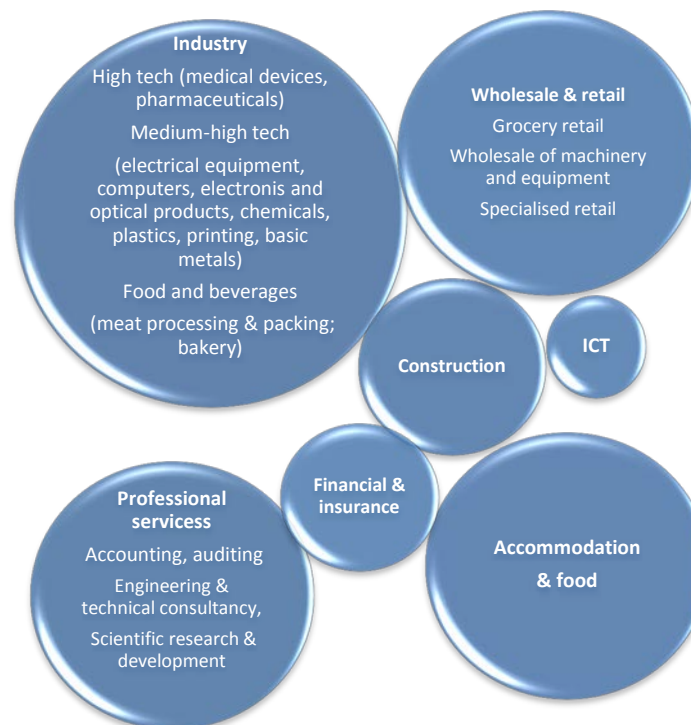 Industry
High tech (medical devices,
pharmaceuticals)
Medium-high tech
(electrical equipment,
computers, electronis and
optical products, chemicals,
plastics, printing, basic
metals)
Food and beverages
(meat processing & packing;
bakery)
Wholesale & retail
Grocery retail
Wholesale of machinery
and equipment
Specialised retail
Construction
ICT
Financial &
insurance
Professional
servicess
Accounting, auditing
Engineering &
technical consultancy,
Scientific research &
development
Accommodation
& food